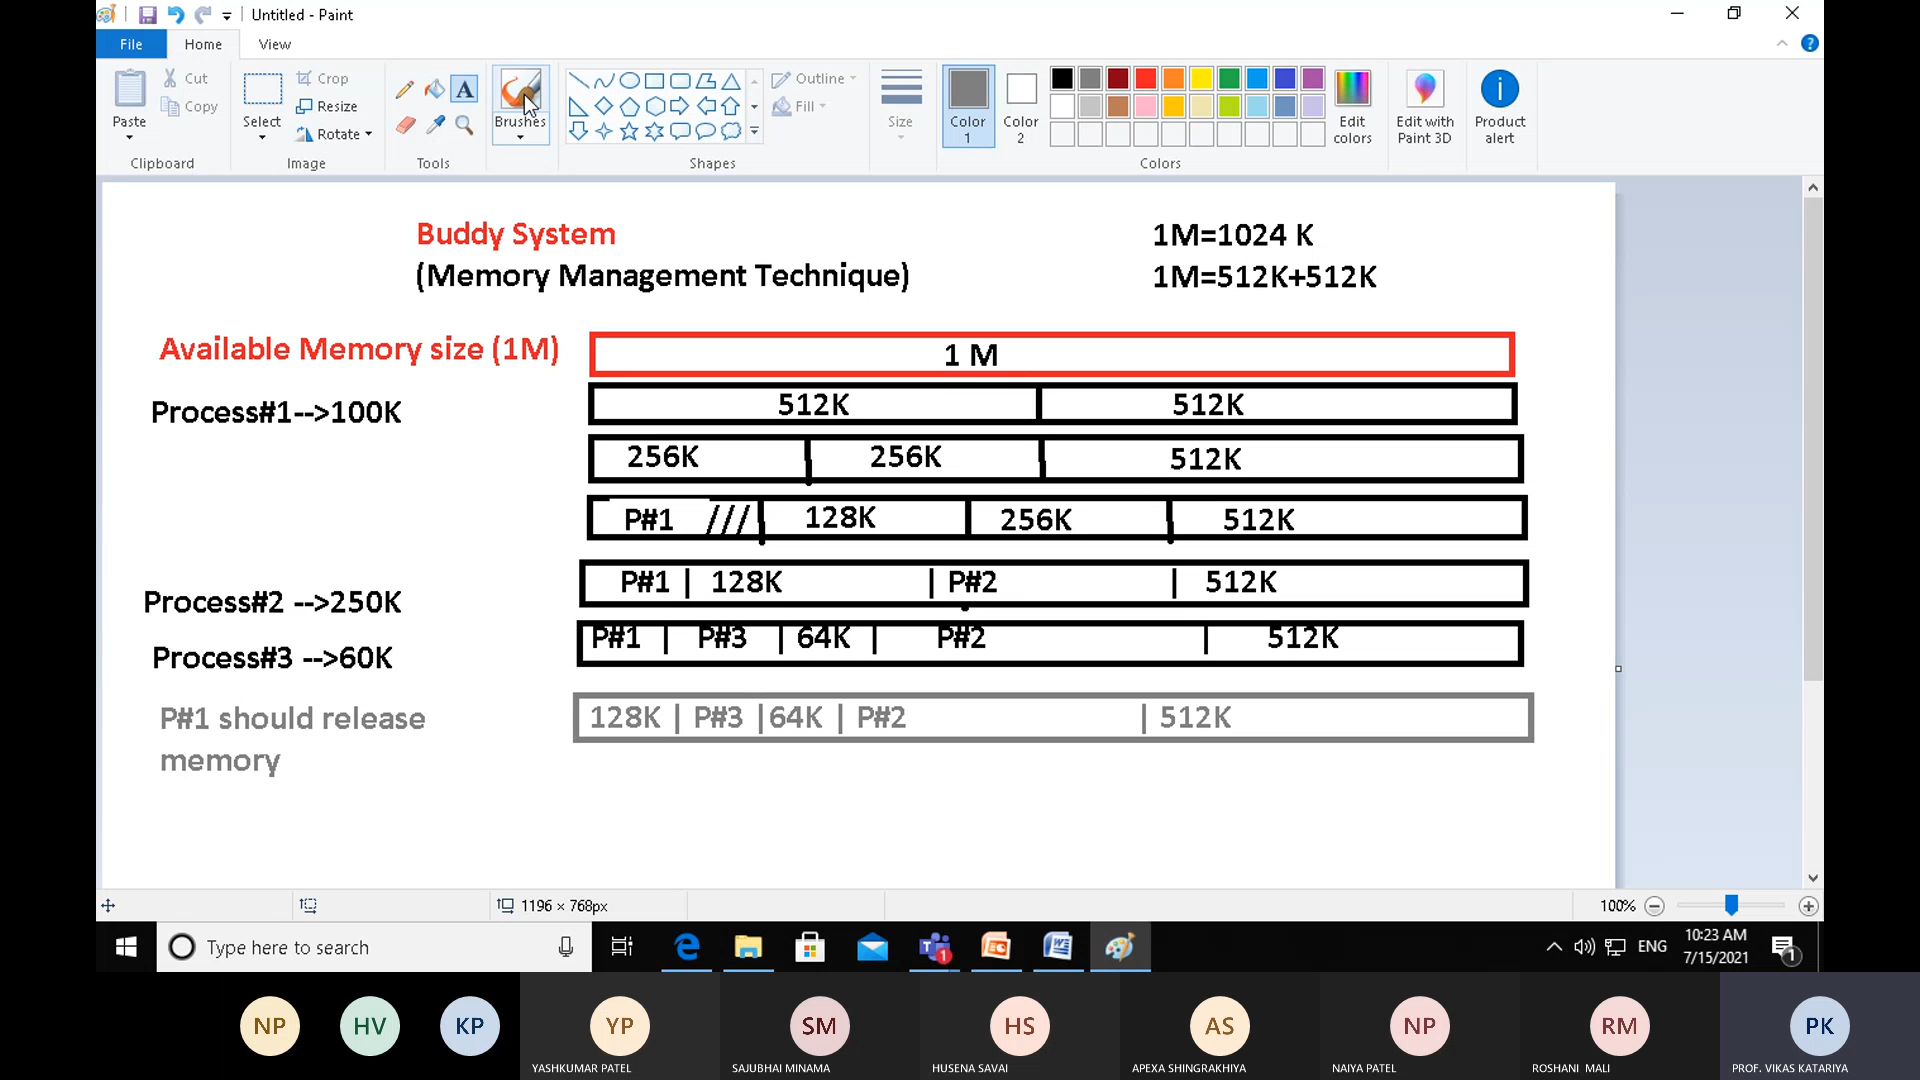 Untitled - Paint
File Home View
Paste Cut Copy Clipboard
Select Crop Resize Rotate Image
Tools
Brushes
Shapes
Outline Fill
Size
Color 1
Color 2
Colors
Edit colors
Edit with Paint 3D
Product alert
Buddy System
(Memory Management Technique)
1M=1024 K
1M=512K+512K
Available Memory size (1M)
1 M
Process#1-->100K
512K 512K
256K 256K 512K
P#1 /// 128K 256K 512K
Process#2 -->250K
P#1 | 128K | P#2 | 512K
Process#3 -->60K
P#1 | P#3 | 64K | P#2 | 512K
P#1 should release
memory
128K | P#3 |64K | P#2 | 512K
1196 × 768px
100%
Type here to search
ENG
10:23 AM
7/15/2021
1
1
NP HV KP YP SM HS AS NP RM PK
YASHKUMAR PATEL SAJUBHAI MINAMA HUSENA SAVAI APEXA SHINGRAKHIYA NAIYA PATEL ROSHANI MALI PROF. VIKAS KATARIYA